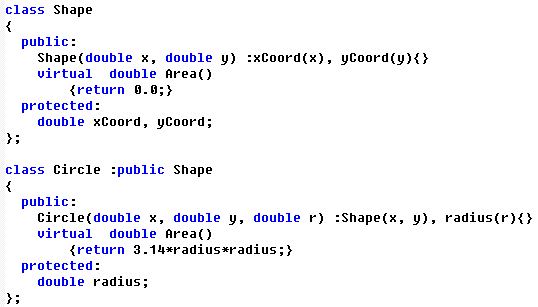 class Shape
{
  public:
    Shape(double x, double y) :xCoord(x), yCoord(y){}
    virtual  double Area()
        {return 0.0;}
  protected:
    double xCoord, yCoord;
};

class Circle :public Shape
{
  public:
    Circle(double x, double y, double r) :Shape(x, y), radius(r){}
    virtual  double Area()
        {return 3.14*radius*radius;}
  protected:
    double radius;
};